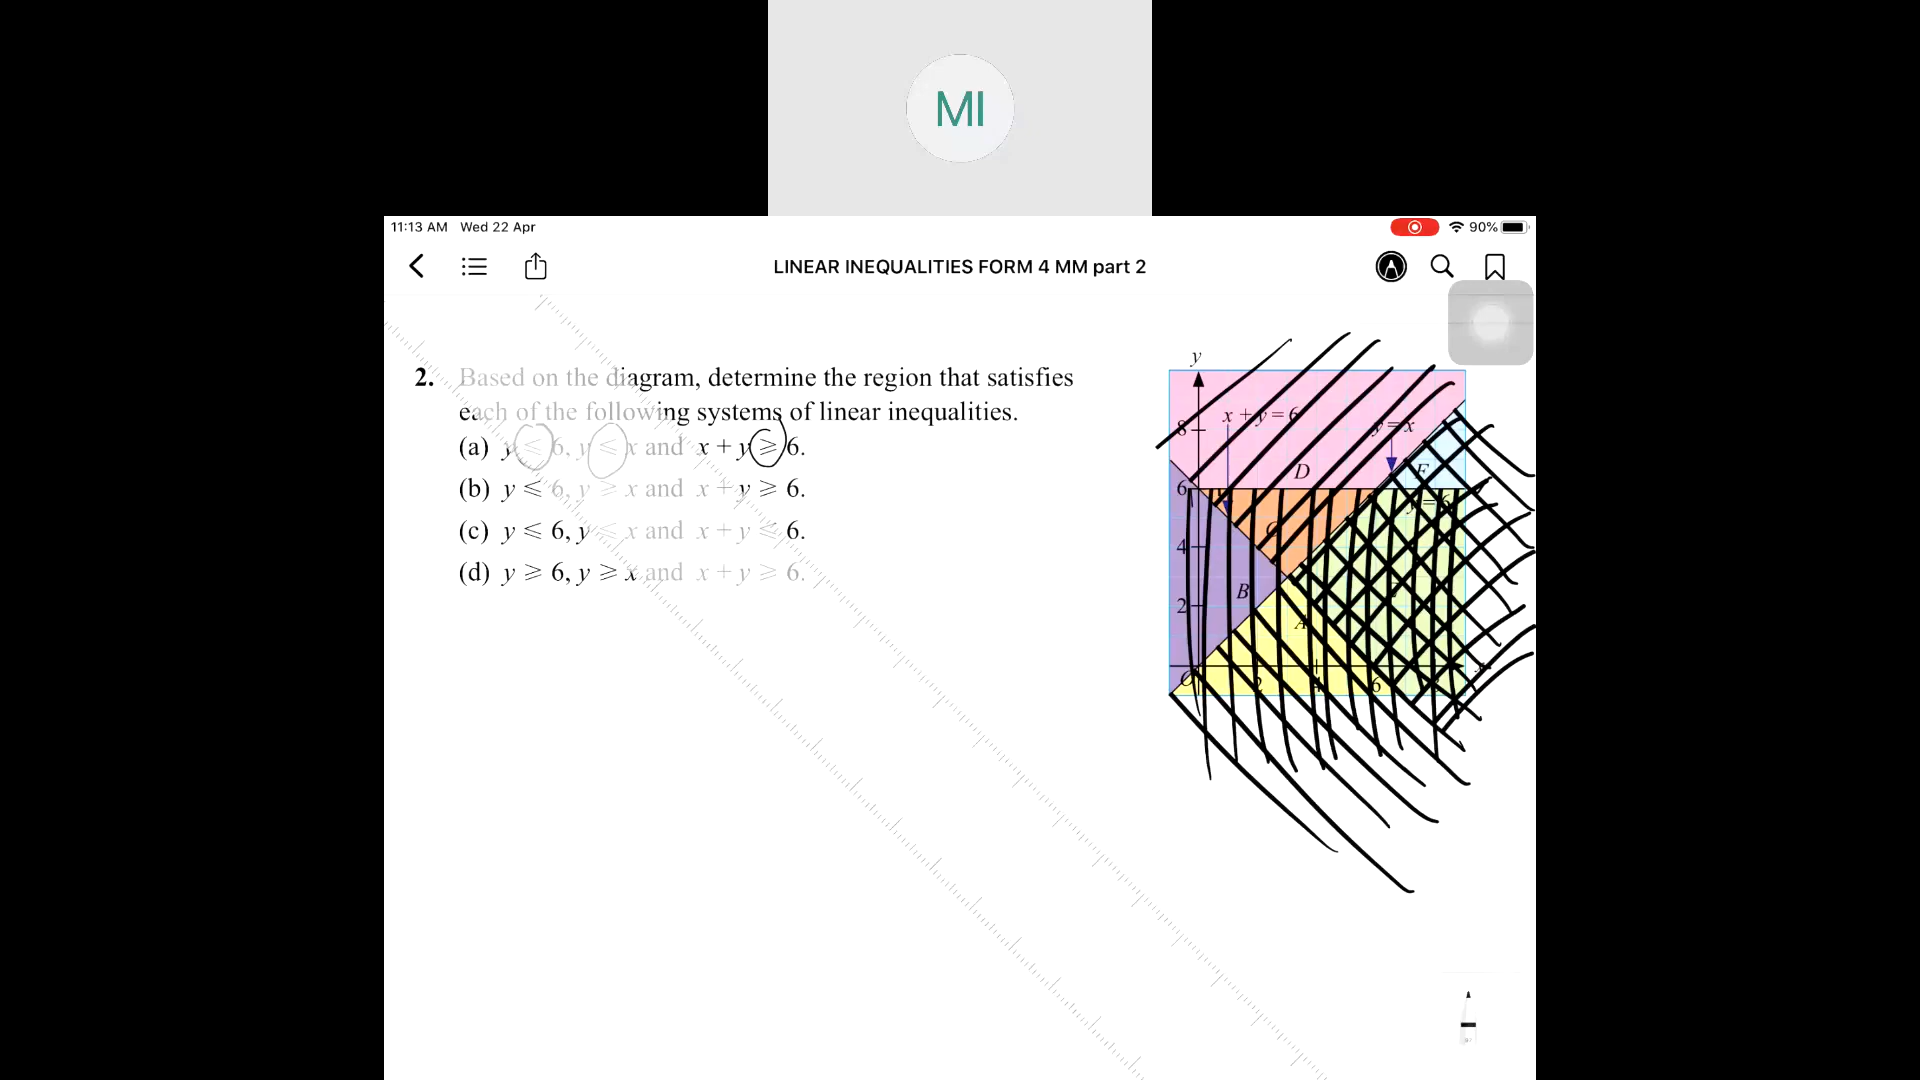 MI
11:13 AM Wed 22 Apr
90%
LINEAR INEQUALITIES FORM 4 MM part 2
2. Based on the diagram, determine the region that satisfies
each of the following systems of linear inequalities.
(a) y ⩽ 6, y ⩽ x and x + y ⩾ 6.
(b) y ⩽ 6, y ⩾ x and x + y ⩾ 6.
(c) y ⩽ 6, y ⩽ x and x + y ⩽ 6.
(d) y ⩾ 6, y ⩾ x and x + y ⩾ 6.
y
x + y = 6
8
y = x
D
F
6
y = 6
4
B
2
A
O 2 4 6 8